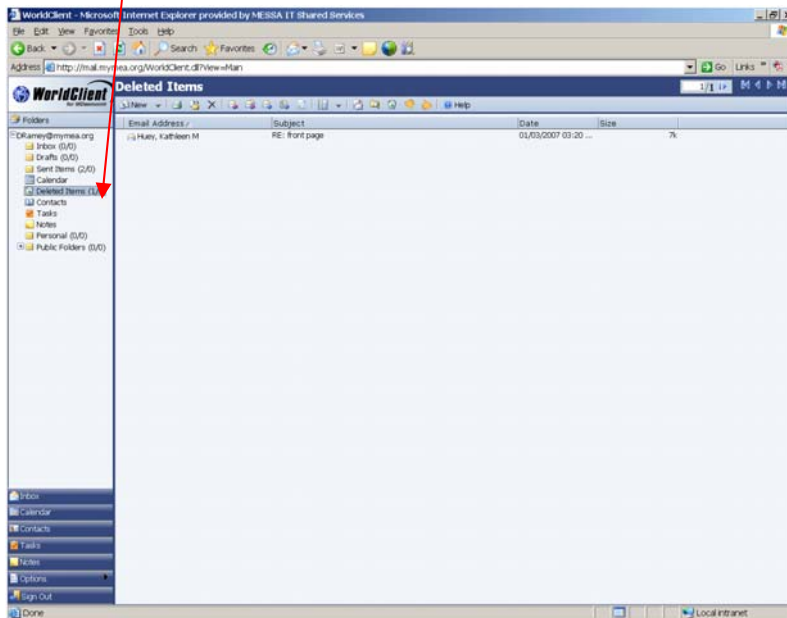 WorldClient - Microsoft Internet Explorer provided by MESSA IT Shared Services
File Edit View Favorites Tools Help
Back Search Favorites
Address http://mail.mymea.org/WorldClient.dll?View=Main Go Links
WorldClient Deleted Items 1/1
New Help
Folders Email Address Subject Date Size
DRamey@mymea.org Huey, Kathleen M RE: front page 01/03/2007 03:20 ... 7k
Inbox (0/0)
Drafts (0/0)
Sent Items (2/0)
Calendar
Deleted Items (1/
Contacts
Tasks
Notes
Personal (0/0)
Public Folders (0/0)
Inbox
Calendar
Contacts
Tasks
Notes
Options
Sign Out
Done Local intranet